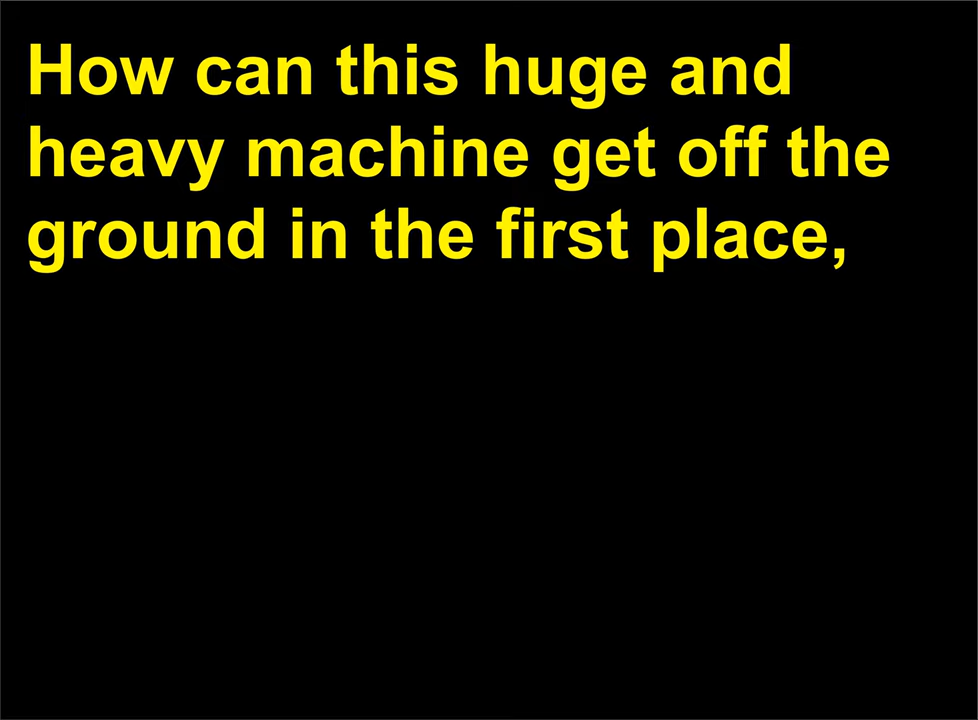 How can this huge and
heavy machine get off the
ground in the first place,